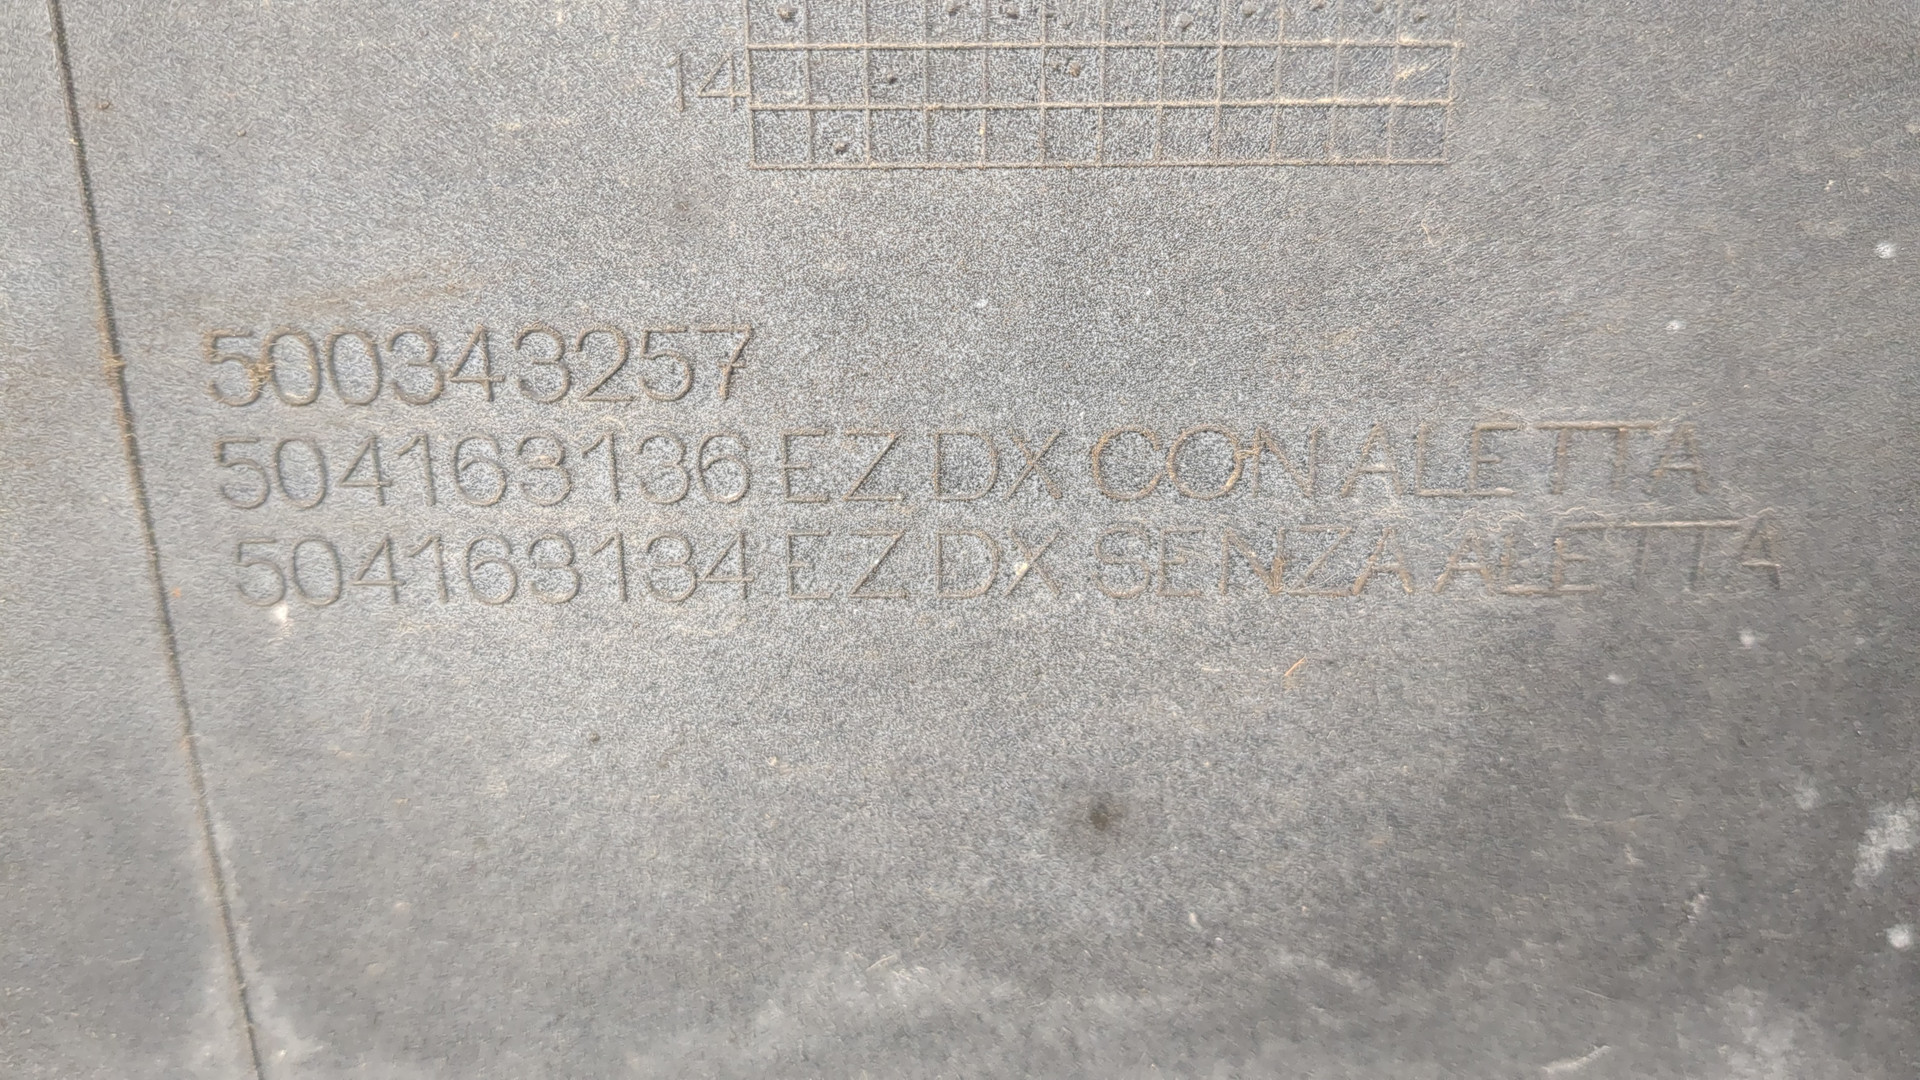 14
500343257
504163136 EZ DX CON ALETTA
504163134 EZ DX SENZA ALETTA